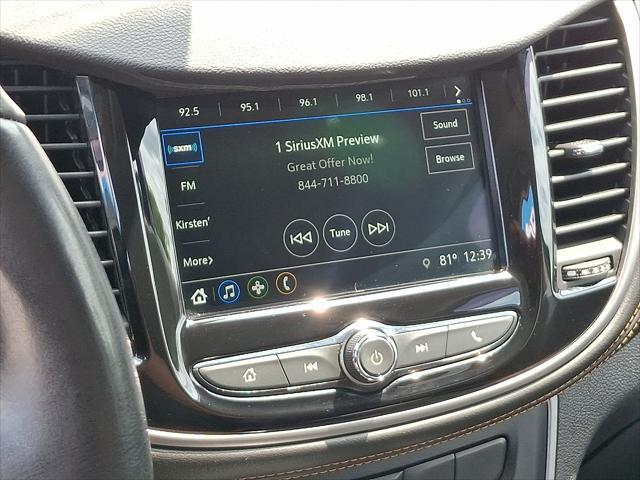 92.5 95.1 96.1 98.1 101.1
((sxm))
1 SiriusXM Preview
Sound
Great Offer Now!
Browse
844-711-8800
FM
Kirsten'
Tune
More
81° 12:39